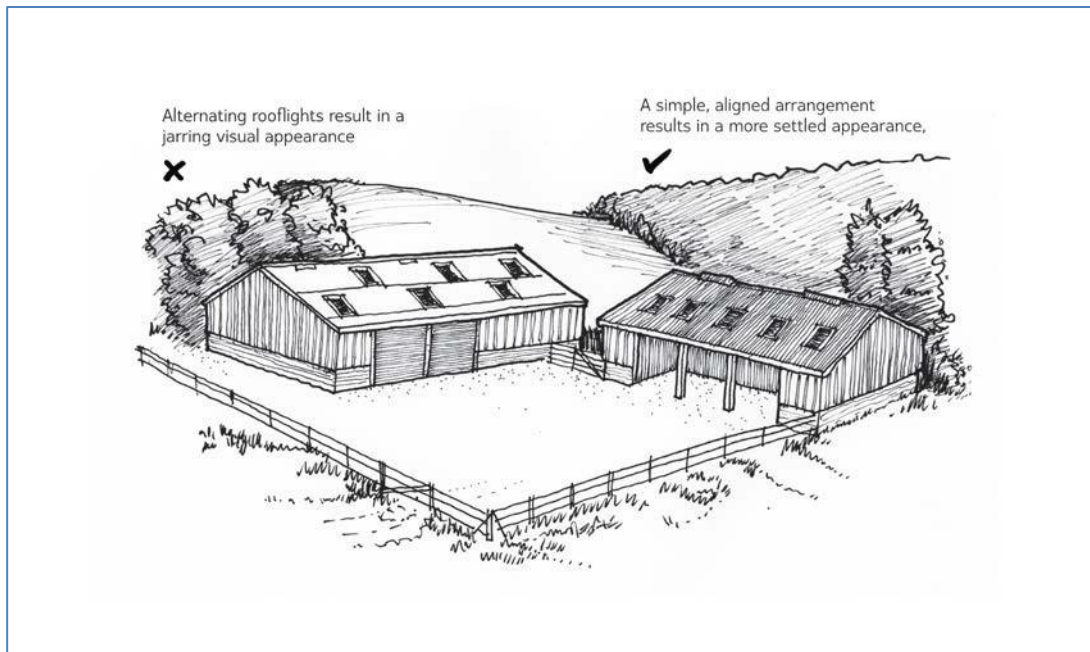 Alternating rooflights result in a
jarring visual appearance
A simple, aligned arrangement
results in a more settled appearance,